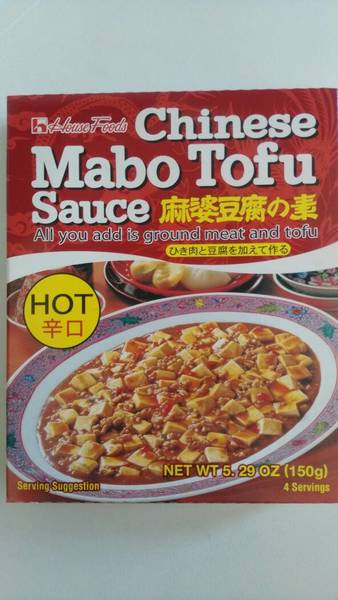 House Foods
Chinese
Mabo Tofu
Sauce 麻婆豆腐の素
All you add is ground meat and tofu
ひき肉と豆腐を加えて作る
HOT
辛口
NET WT 5. 29 OZ (150g)
Serving Suggestion
4 Servings